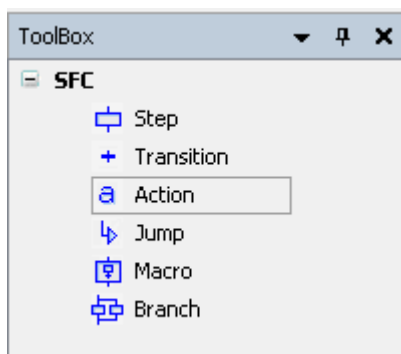 ToolBox
SFC
Step
Transition
a Action
Jump
Macro
Branch